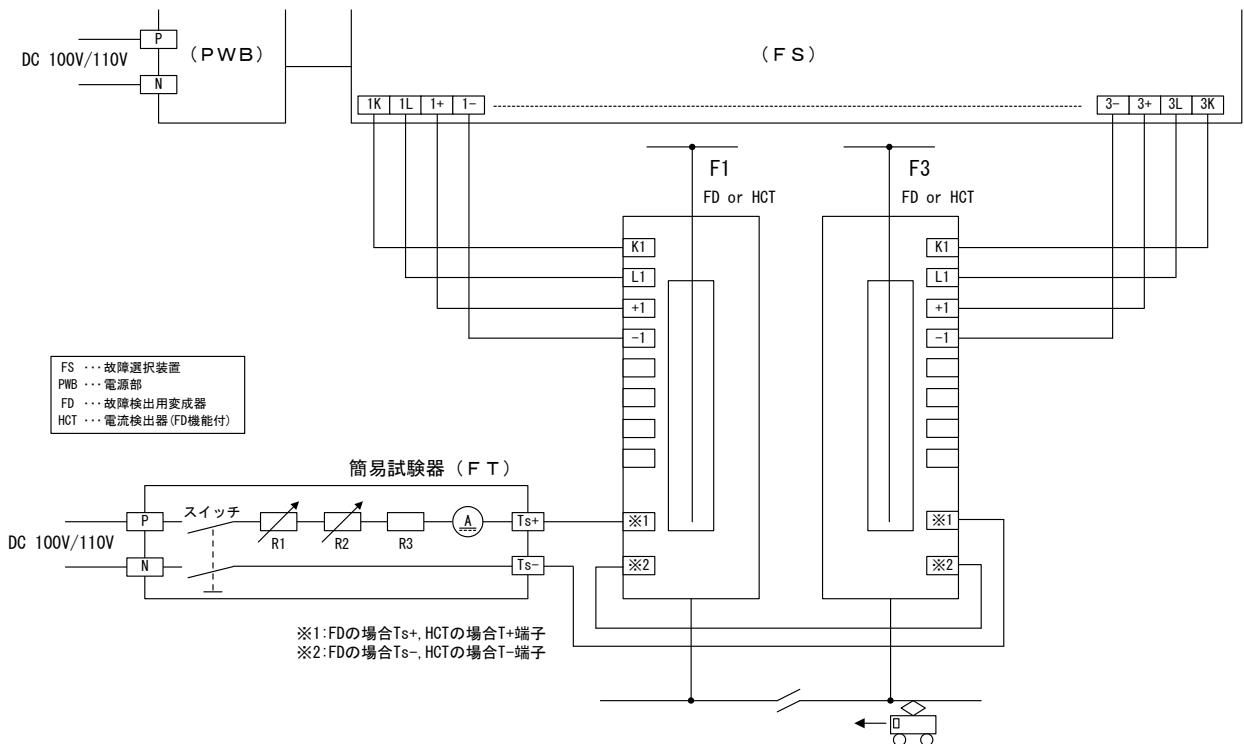 P
DC 100V/110V
N
(PWB)
(FS)
1K 1L 1+ 1-
3- 3+ 3L 3K
F1
FD or HCT
F3
FD or HCT
K1
L1
+1
-1
※1
※2
K1
L1
+1
-1
※1
※2
FS ･･･故障選択装置
PWB ･･･電源部
FD ･･･故障検出用変成器
HCT ･･･電流検出器(FD機能付)
簡易試験器(FT)
DC 100V/110V
P
N
スイッチ
R1
R2
R3
A
Ts+
Ts-
※1:FDの場合Ts+,HCTの場合T+端子
※2:FDの場合Ts-,HCTの場合T-端子